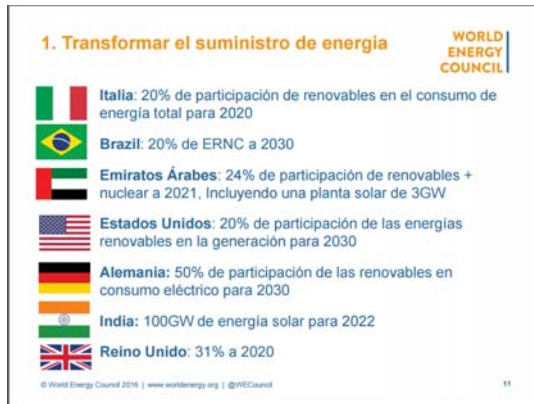 1. Transformar el suministro de energia
WORLD
ENERGY
COUNCIL
Italia: 20% de participación de renovables en el consumo de
energía total para 2020
Brazil: 20% de ERNC a 2030
Emiratos Árabes: 24% de participación de renovables +
nuclear a 2021, Incluyendo una planta solar de 3GW
Estados Unidos: 20% de participación de las energías
renovables en la generación para 2030
Alemania: 50% de participación de las renovables en
consumo eléctrico para 2030
India: 100GW de energía solar para 2022
Reino Unido: 31% a 2020
© World Energy Council 2016 | www.worldenergy.org | @WECouncil
11